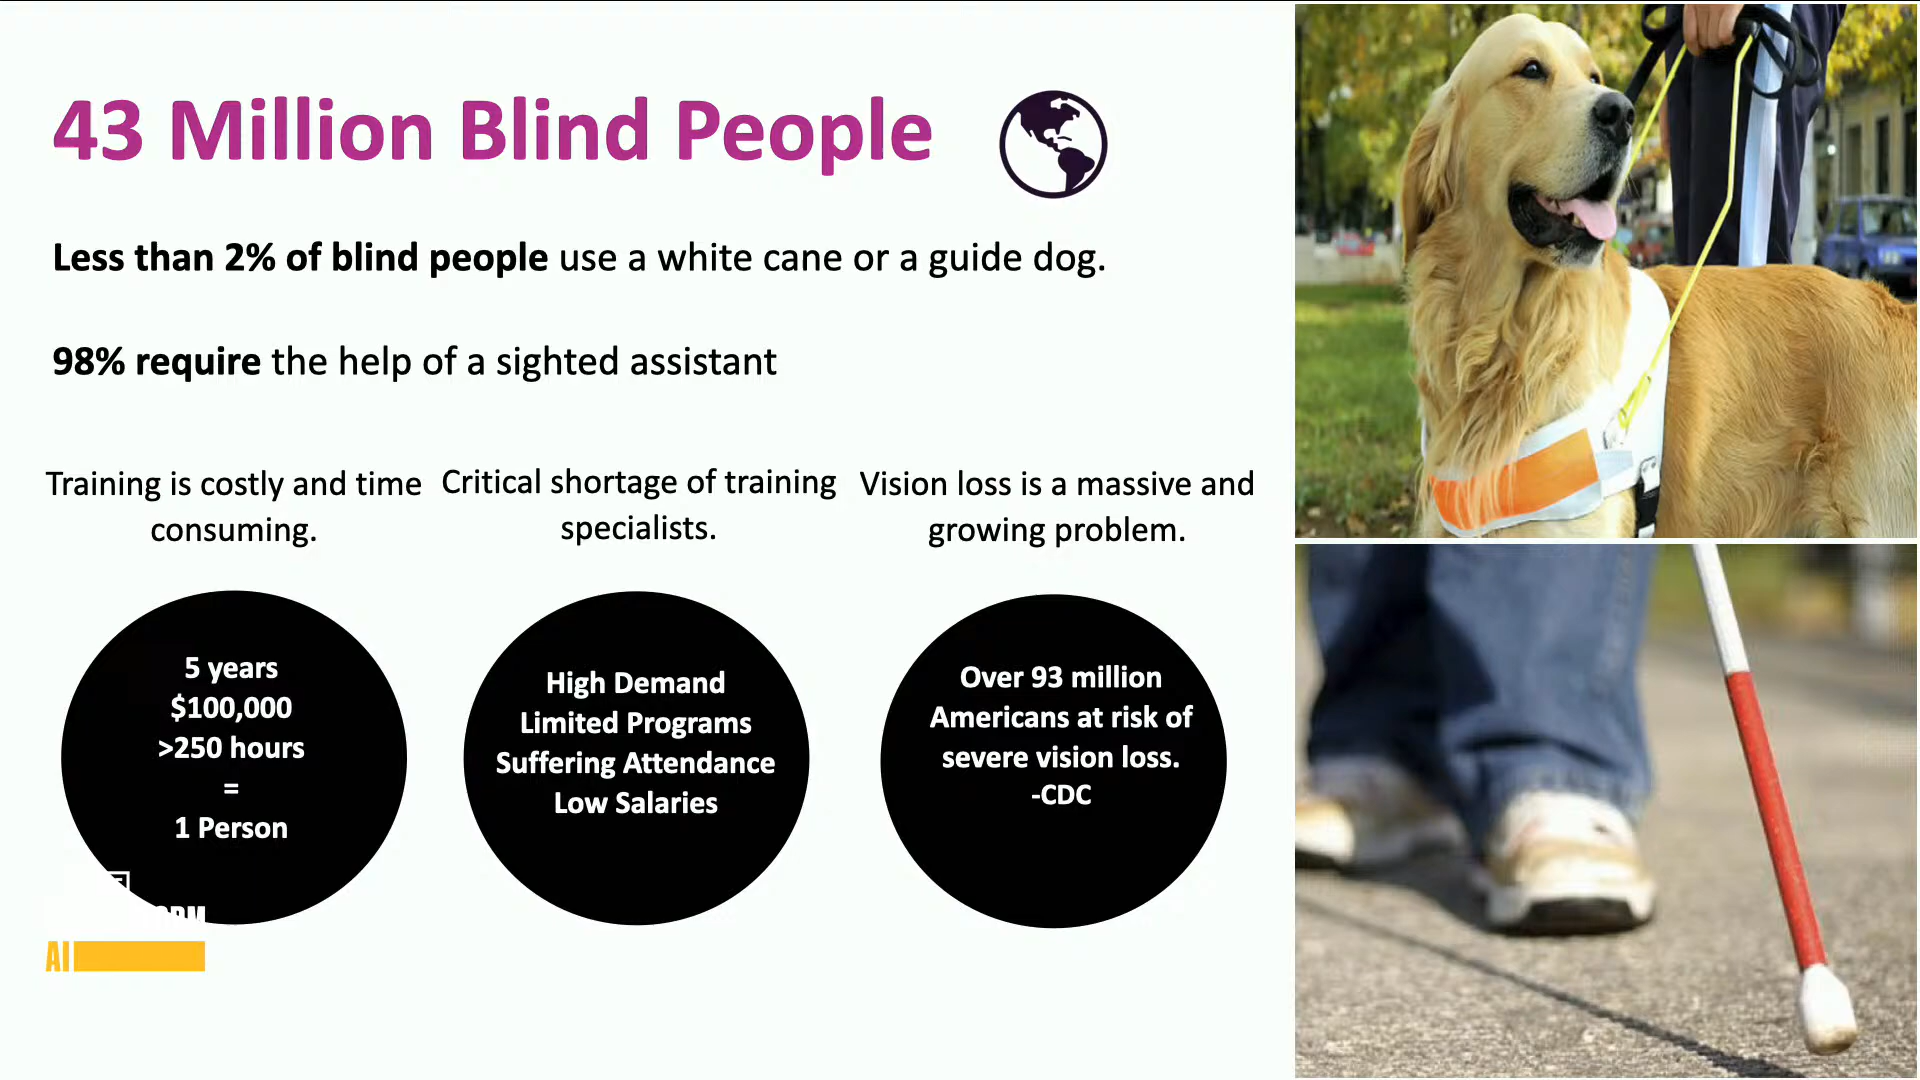 43 Million Blind People
Less than 2% of blind people use a white cane or a guide dog.
98% require the help of a sighted assistant
Training is costly and time
consuming.
Critical shortage of training
specialists.
Vision loss is a massive and
growing problem.
5 years
$100,000
>250 hours
=
1 Person
High Demand
Limited Programs
Suffering Attendance
Low Salaries
Over 93 million
Americans at risk of
severe vision loss.
-CDC
AI